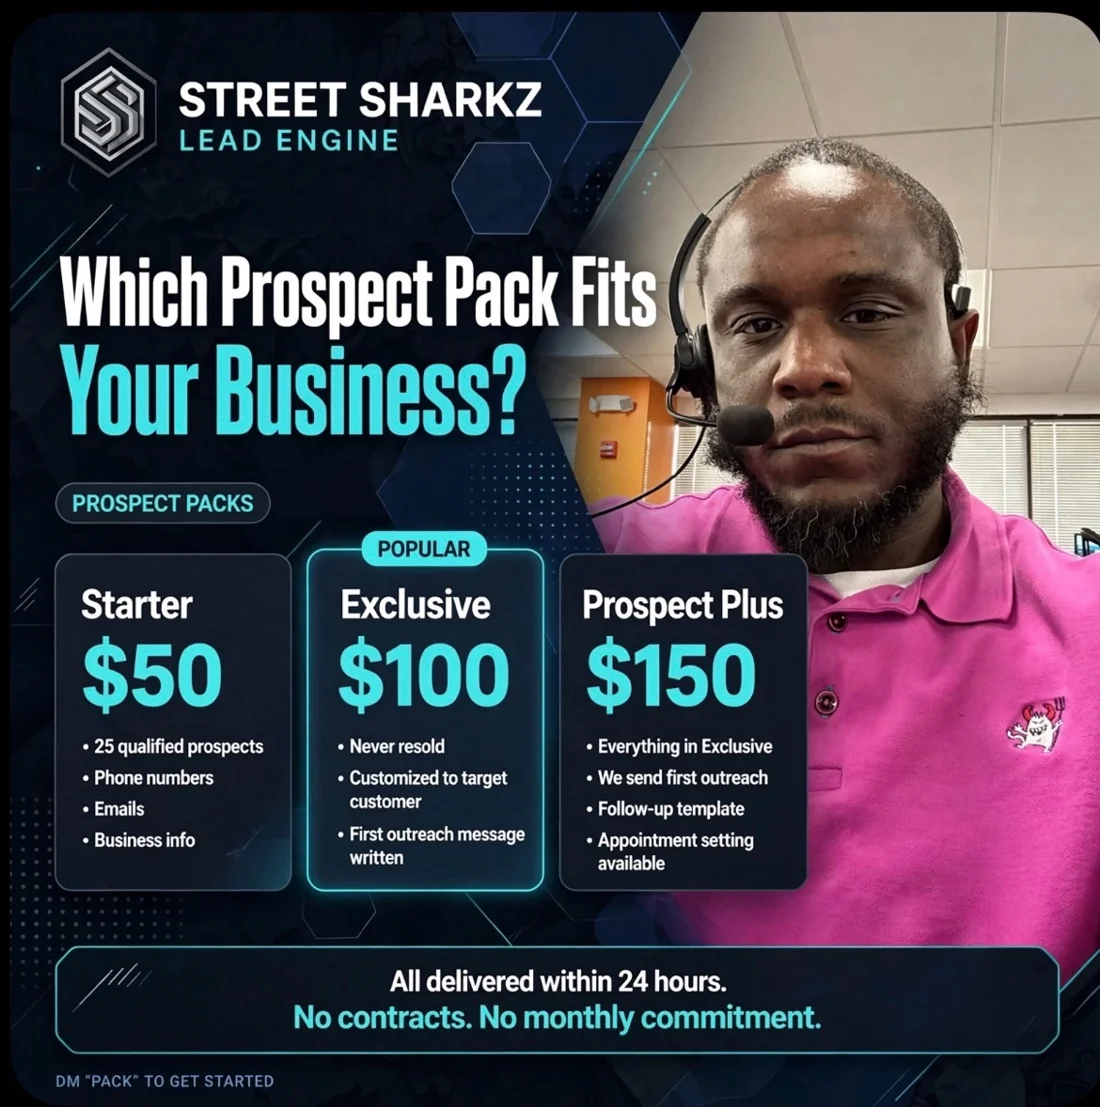 STREET SHARKZ
LEAD ENGINE
Which Prospect Pack Fits
Your Business?
PROSPECT PACKS
Starter
$50
• 25 qualified prospects
• Phone numbers
• Emails
• Business info
POPULAR
Exclusive
$100
• Never resold
• Customized to target
customer
• First outreach message
written
Prospect Plus
$150
• Everything in Exclusive
• We send first outreach
• Follow-up template
• Appointment setting
available
All delivered within 24 hours.
No contracts. No monthly commitment.
DM “PACK” TO GET STARTED